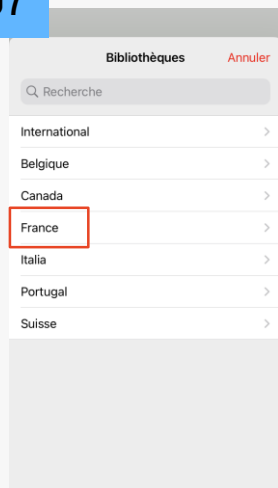 Bibliothèques
Annuler
Recherche
International
Belgique
Canada
France
Italia
Portugal
Suisse